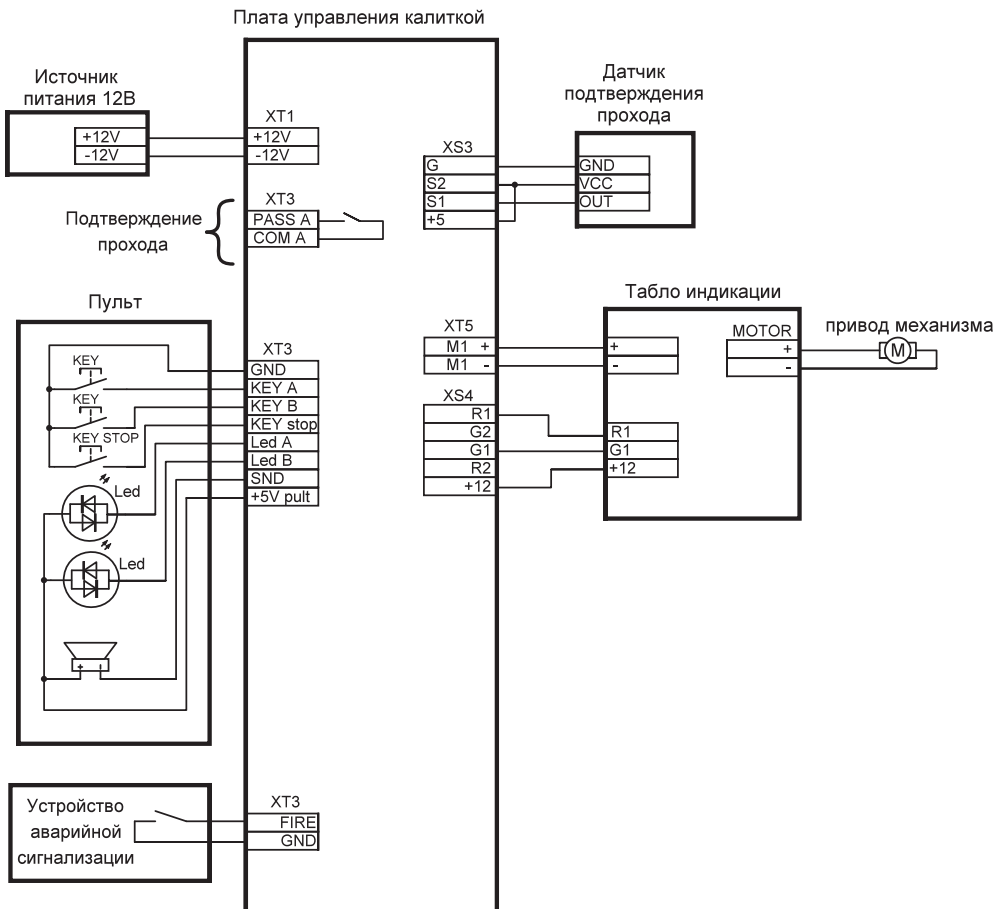 Плата управления калиткой
Источник
питания 12В
+12V
-12V
XT1
+12V
-12V
XT3
PASS A
COM A
Подтверждение
прохода
Датчик
подтверждения
прохода
XS3
G
S2
S1
+5
GND
VCC
OUT
Пульт
KEY
KEY
KEY STOP
Led
Led
+ -
XT3
GND
KEY A
KEY B
KEY stop
Led A
Led B
SND
+5V pult
XT5
M1 +
M1 -
XS4
R1
G2
G1
R2
+12
Табло индикации
+
-
R1
G1
+12
MOTOR
+
-
привод механизма
M
Устройство
аварийной
сигнализации
XT3
FIRE
GND